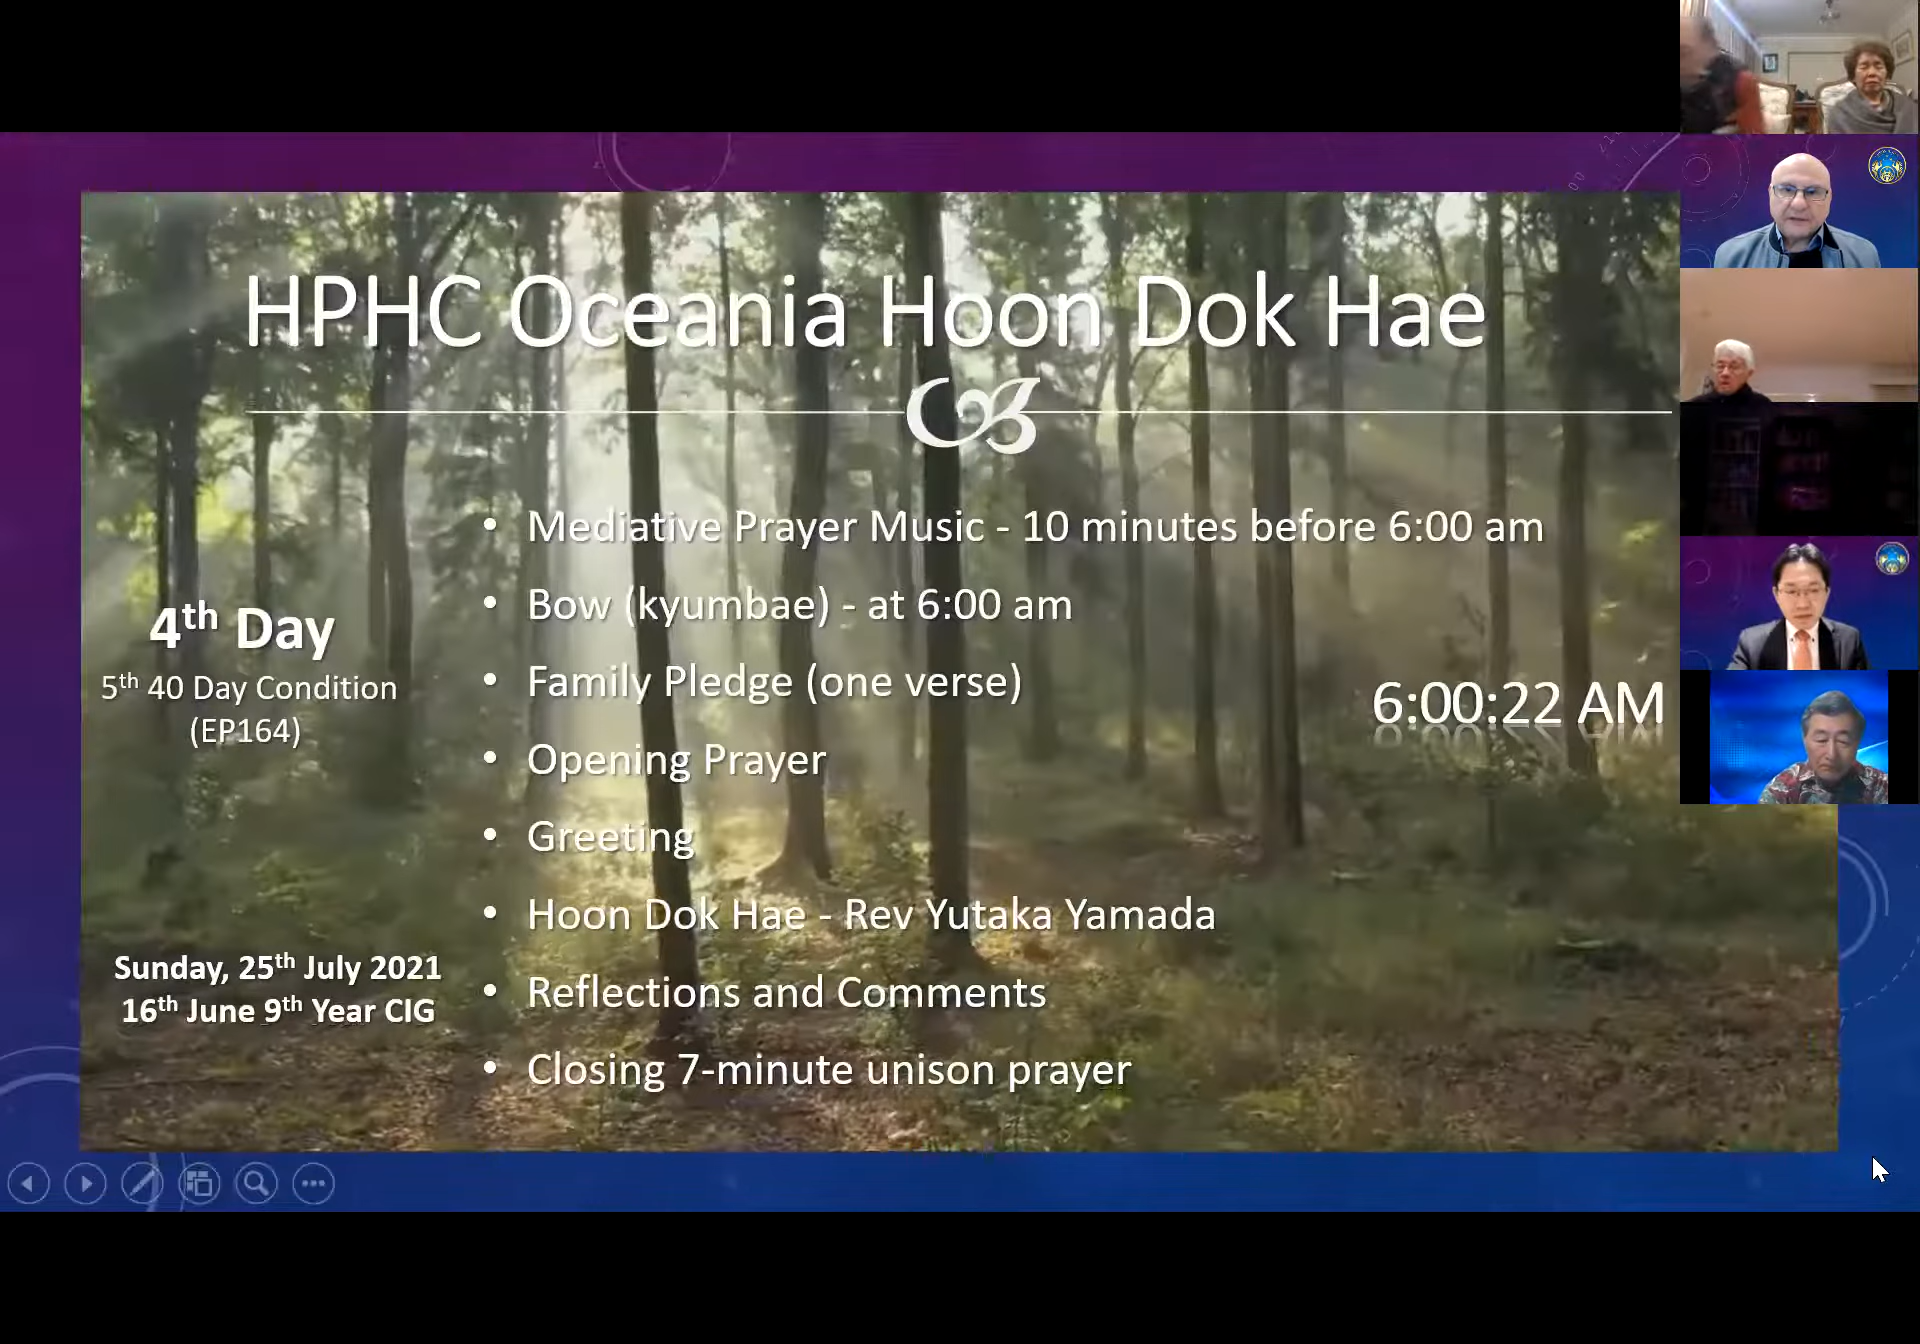 HPHC Oceania Hoon Dok Hae
• Mediative Prayer Music - 10 minutes before 6:00 am
• Bow (kyumbae) - at 6:00 am
• Family Pledge (one verse)
• Opening Prayer
• Greeting
• Hoon Dok Hae - Rev Yutaka Yamada
• Reflections and Comments
• Closing 7-minute unison prayer
4th Day
5th 40 Day Condition
(EP164)
Sunday, 25th July 2021
16th June 9th Year CIG
6:00:22 AM